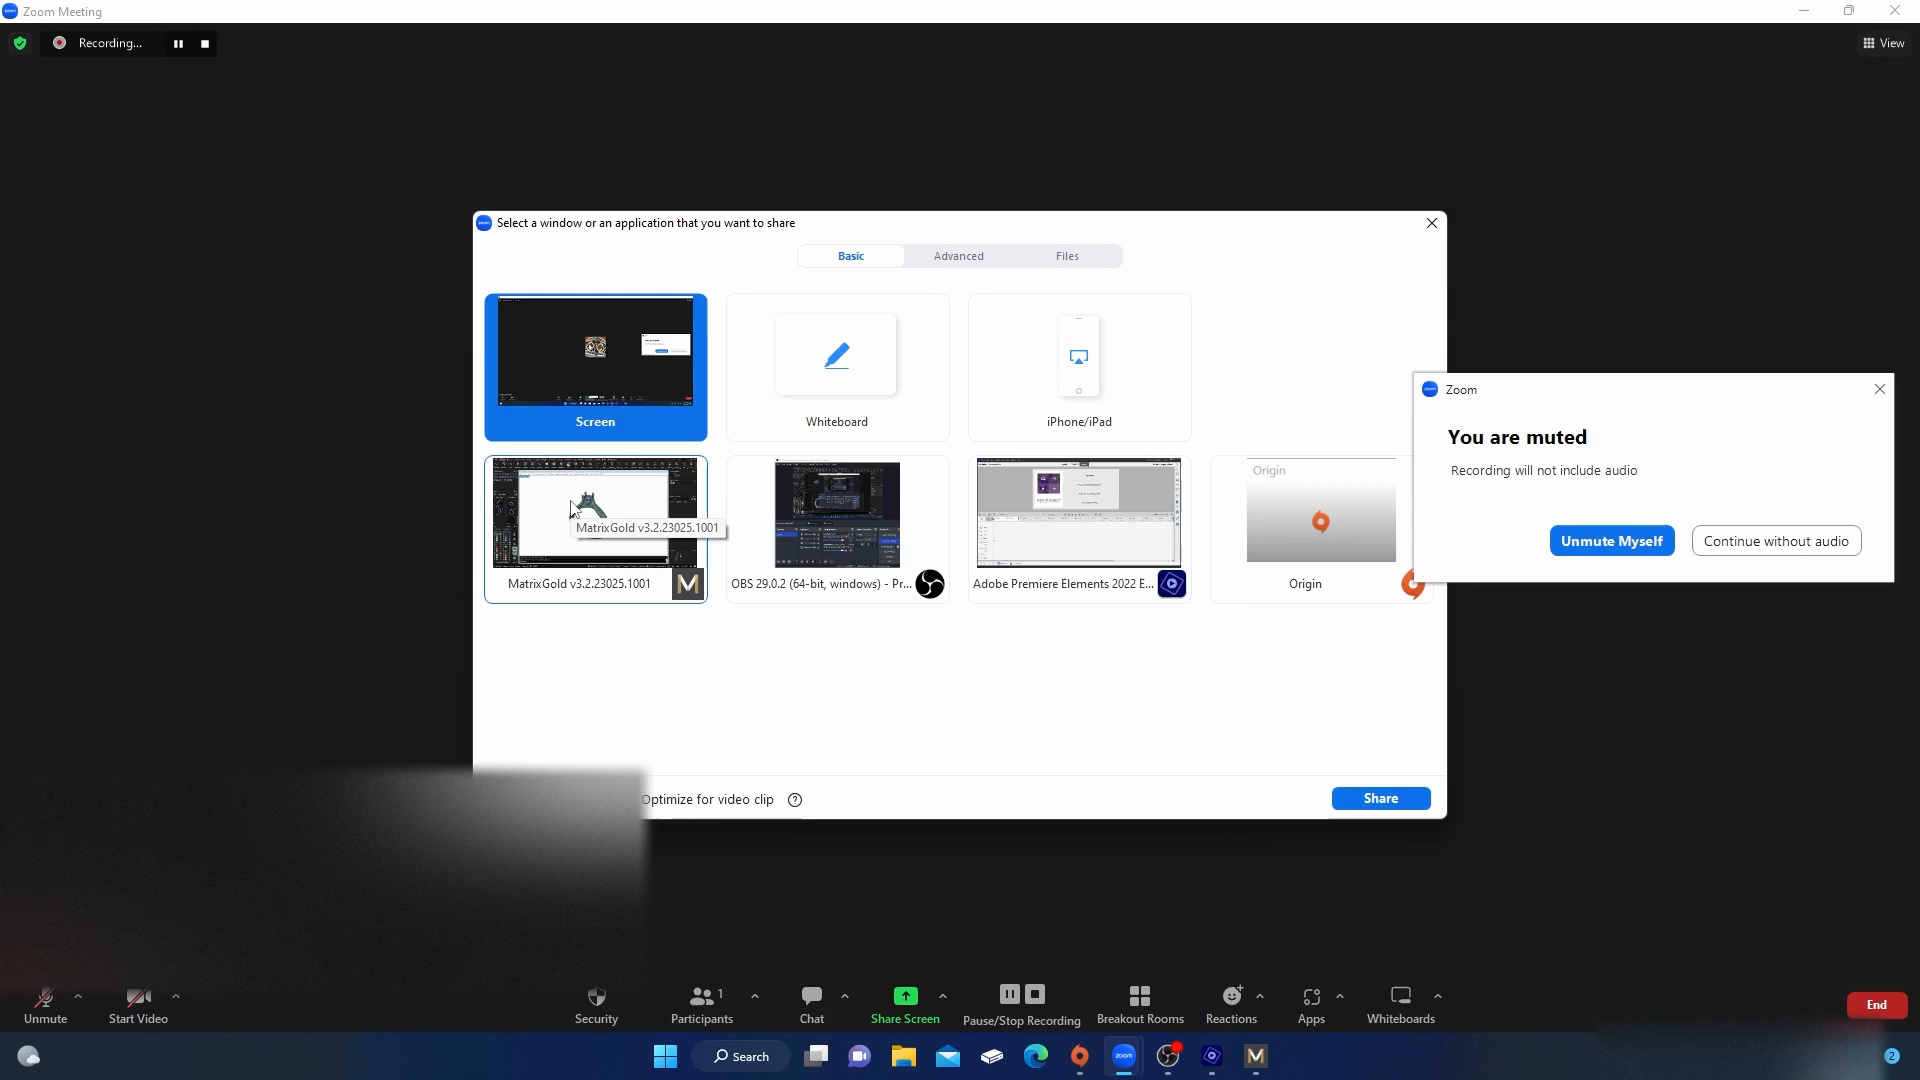 Zoom Meeting
Recording...
View
Select a window or an application that you want to share
Basic
Advanced
Files
Screen
Whiteboard
iPhone/iPad
MatrixGold v3.2.23025.1001
MatrixGold v3.2.23025.1001
OBS 29.0.2 (64-bit, windows) - Pr...
Adobe Premiere Elements 2022 E...
Origin
Origin
Zoom
You are muted
Recording will not include audio
Unmute Myself
Continue without audio
Optimize for video clip
Share
Unmute
Start Video
Security
1
Participants
Chat
Share Screen
Pause/Stop Recording
Breakout Rooms
Reactions
Apps
Whiteboards
End
Search
zoom
2